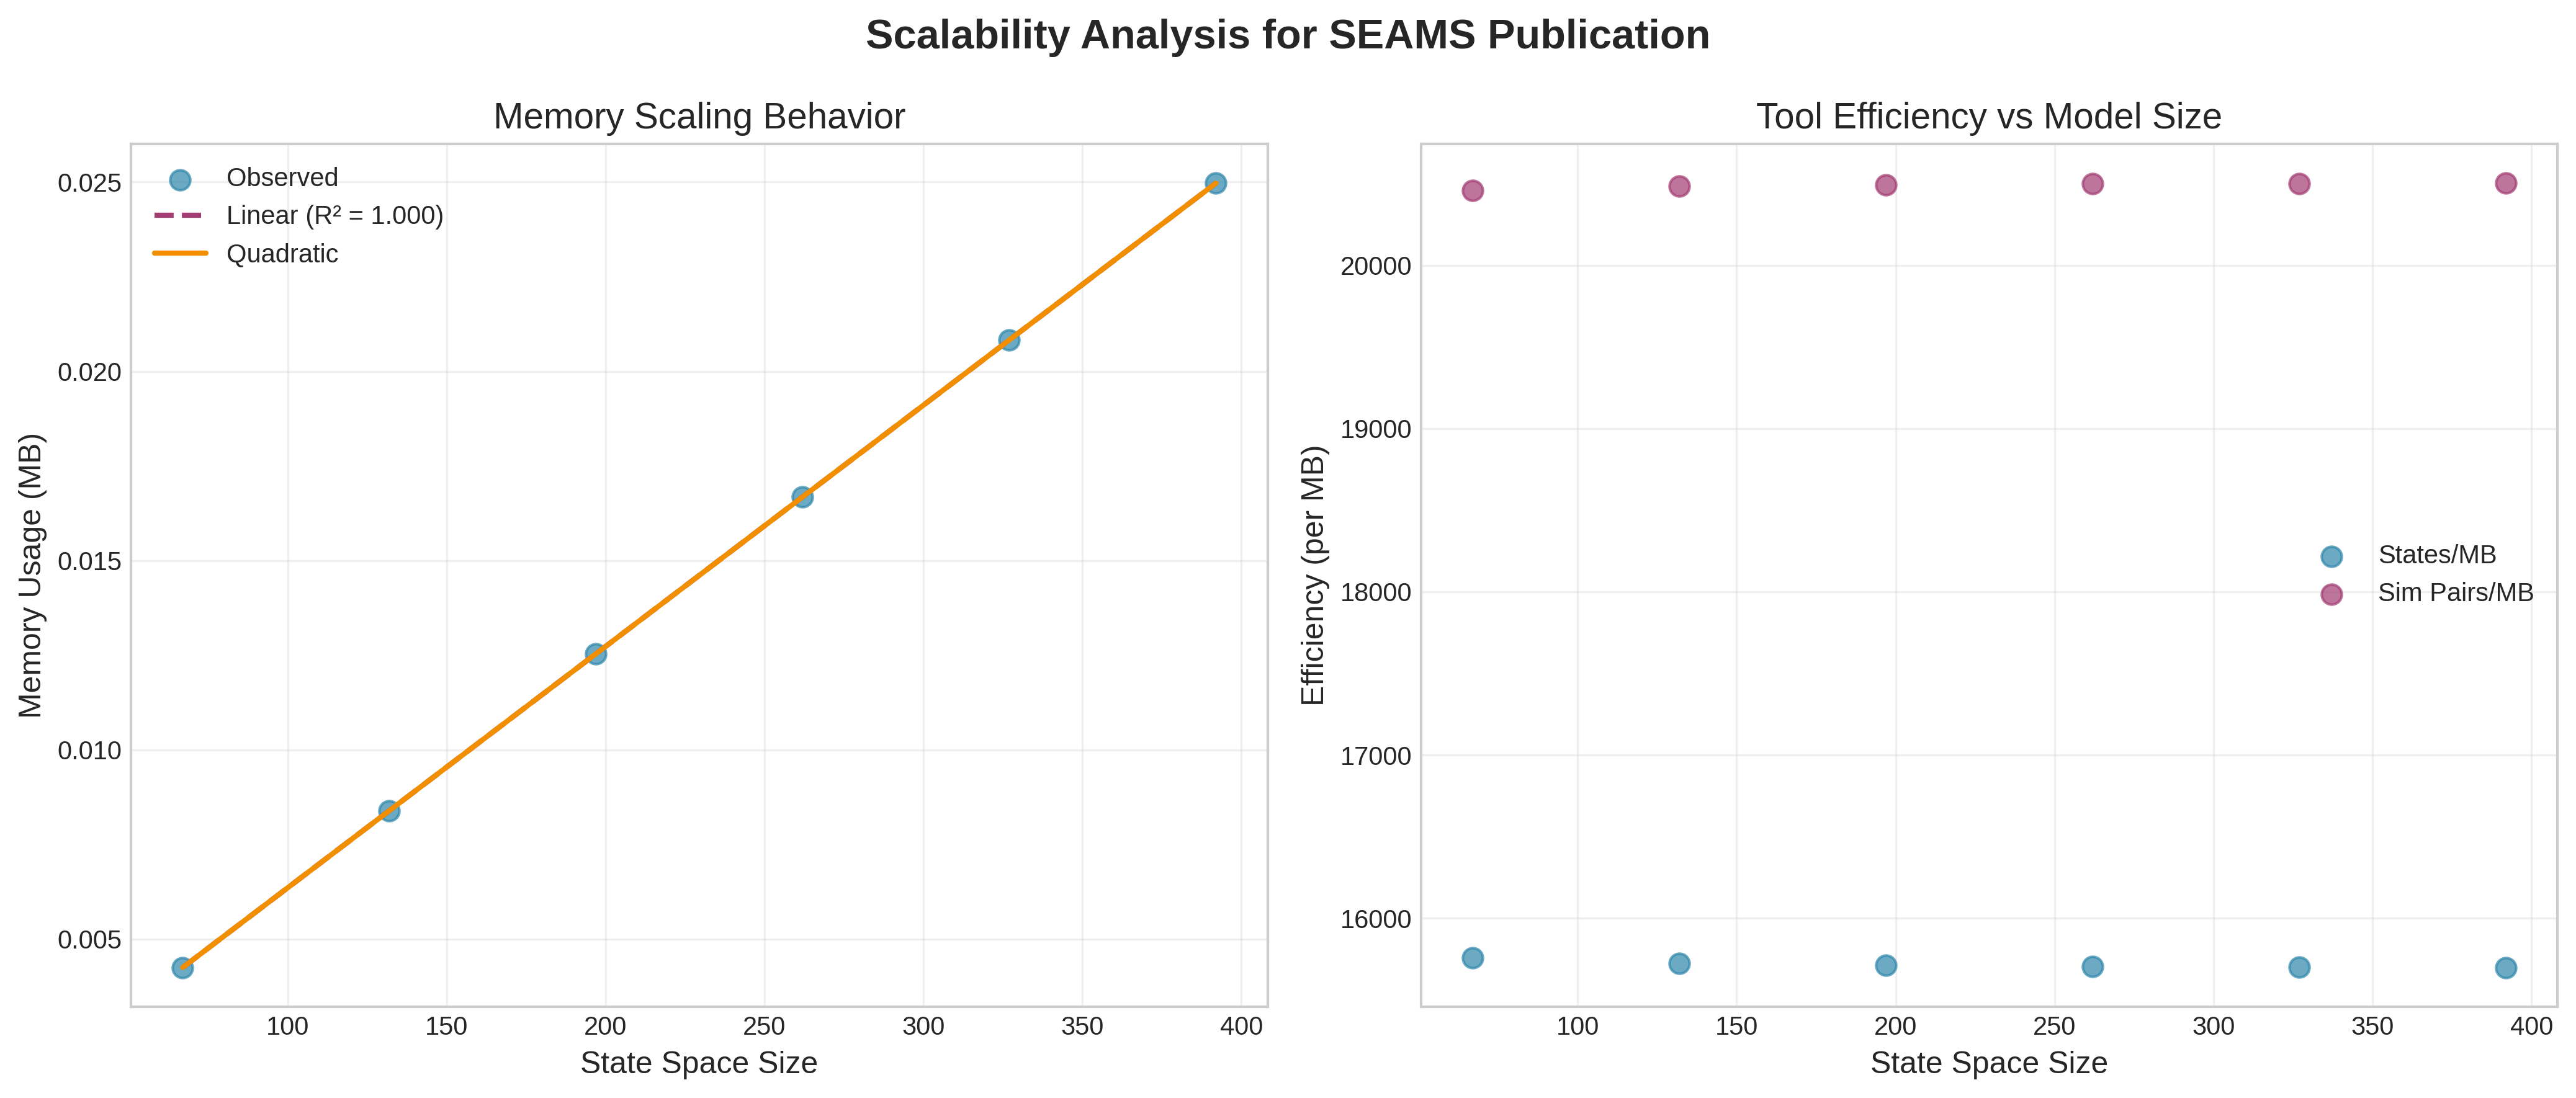 Scalability Analysis for SEAMS Publication
Memory Scaling Behavior
Observed
Linear (R² = 1.000)
Quadratic
Memory Usage (MB)
0.025
0.020
0.015
0.010
0.005
100 150 200 250 300 350 400
State Space Size
Tool Efficiency vs Model Size
States/MB
Sim Pairs/MB
Efficiency (per MB)
20000
19000
18000
17000
16000
100 150 200 250 300 350 400
State Space Size